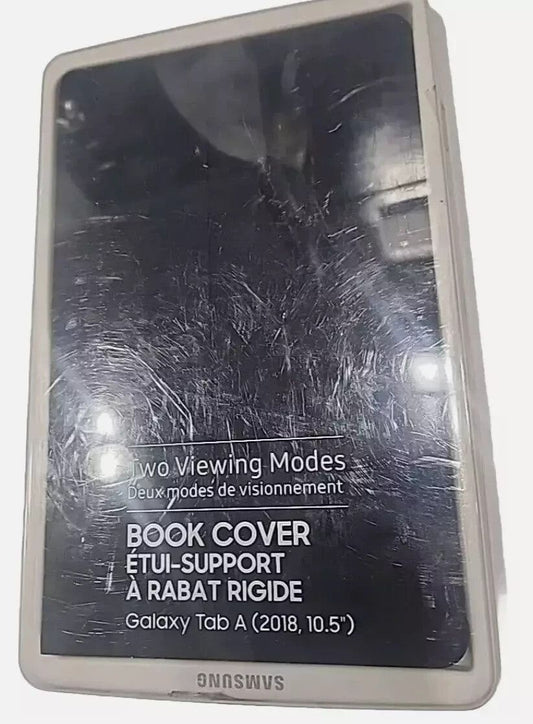 Two Viewing Modes
Deux modes de visionnement
BOOK COVER
ÉTUI-SUPPORT
À RABAT RIGIDE
Galaxy Tab A (2018, 10.5")
SAMSUNG